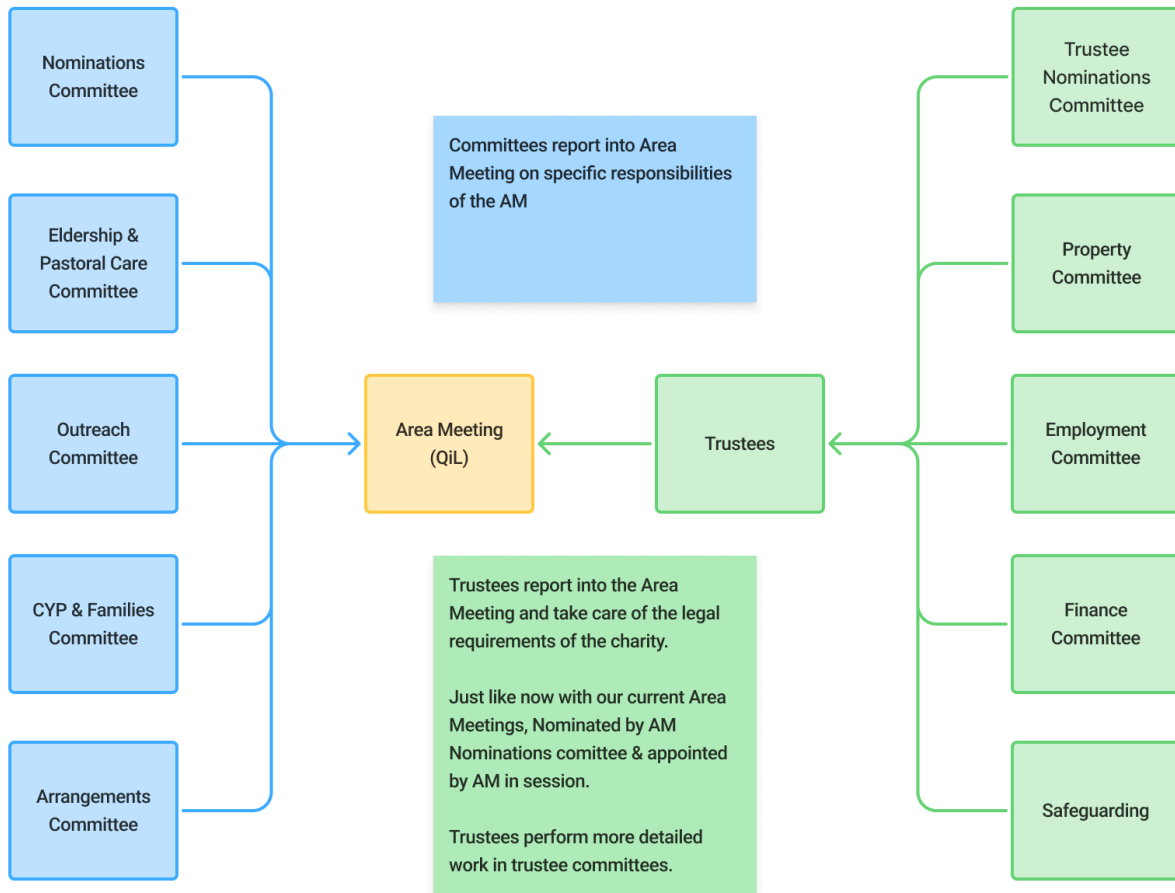 Nominations
Committee
Trustee
Nominations
Committee
Committees report into Area
Meeting on specific responsibilities
of the AM
Eldership &
Pastoral Care
Committee
Property
Committee
Outreach
Committee
Area Meeting
(QiL)
Trustees
Employment
Committee
CYP & Families
Committee
Trustees report into the Area
Meeting and take care of the legal
requirements of the charity.
Just like now with our current Area
Meetings, Nominated by AM
Nominations comittee & appointed
by AM in session.
Trustees perform more detailed
work in trustee committees.
Finance
Committee
Arrangements
Committee
Safeguarding